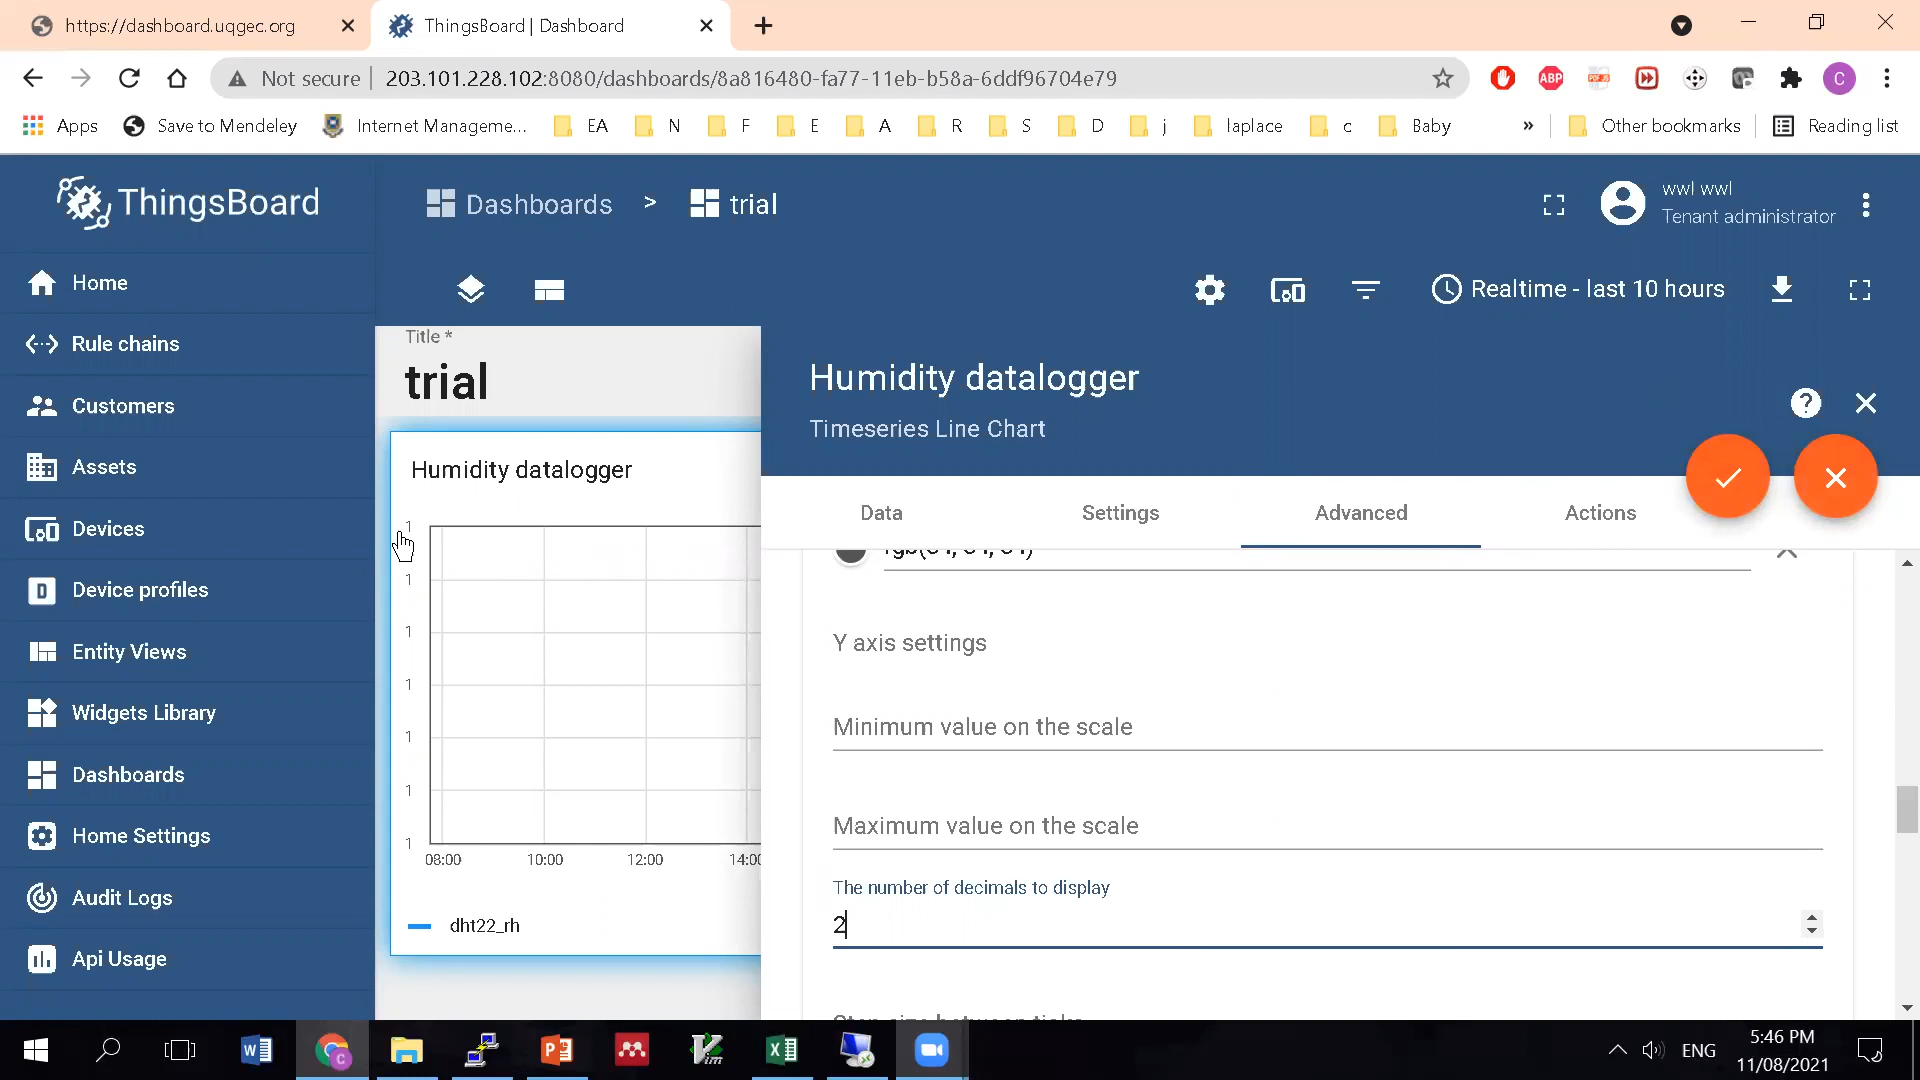 https://dashboard.uqgec.org
ThingsBoard | Dashboard
Not secure | 203.101.228.102:8080/dashboards/8a816480-fa77-11eb-b58a-6ddf96704e79
ABP
C
Apps
Save to Mendeley
Internet Manageme...
EA
N
F
E
A
R
S
D
j
laplace
c
Baby
»
Other bookmarks
Reading list
ThingsBoard
Dashboards > trial
wwl wwl
Tenant administrator
Realtime - last 10 hours
Home
Rule chains
Customers
Assets
Devices
Device profiles
Entity Views
Widgets Library
Dashboards
Home Settings
Audit Logs
Api Usage
Title *
trial
Humidity datalogger
1
1
1
1
1
1
1
08:00 10:00 12:00 14:00
dht22_rh
Humidity datalogger
Timeseries Line Chart
Data Settings Advanced Actions
Y axis settings
Minimum value on the scale
Maximum value on the scale
The number of decimals to display
2
ENG
5:46 PM
11/08/2021